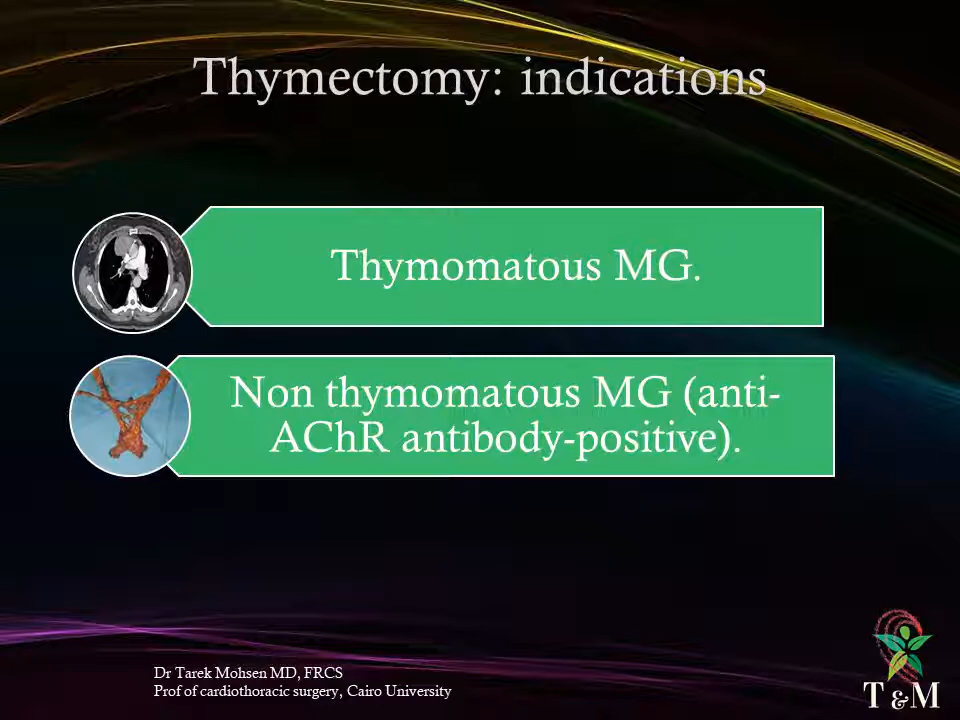 Thymectomy: indications
Thymomatous MG.
Non thymomatous MG (anti-
AChR antibody-positive).
Dr Tarek Mohsen MD, FRCS
Prof of cardiothoracic surgery, Cairo University
T & M